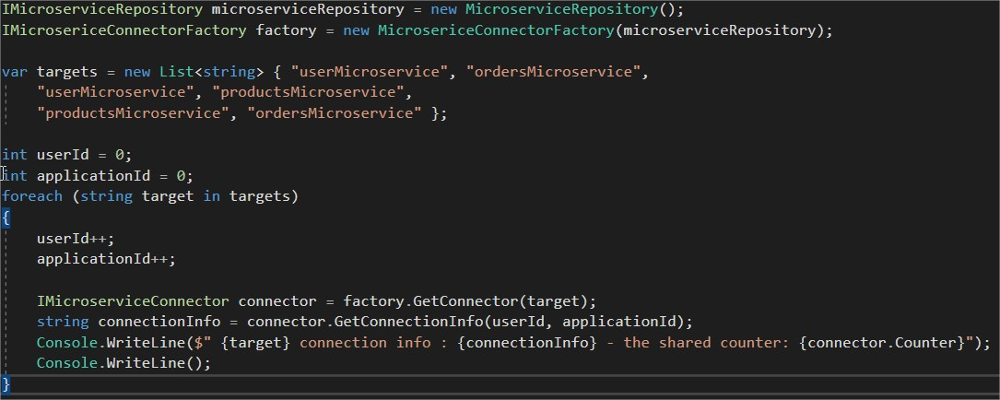 IMicroserviceRepository microserviceRepository = new MicroserviceRepository();
IMicrosericeConnectorFactory factory = new MicrosericeConnectorFactory(microserviceRepository);
var targets = new List<string> { "userMicroservice", "ordersMicroservice",
"userMicroservice", "productsMicroservice",
"productsMicroservice", "ordersMicroservice" };
int userId = 0;
int applicationId = 0;
foreach (string target in targets)
{
userId++;
applicationId++;
IMicroserviceConnector connector = factory.GetConnector(target);
string connectionInfo = connector.GetConnectionInfo(userId, applicationId);
Console.WriteLine($" {target} connection info : {connectionInfo} - the shared counter: {connector.Counter}");
Console.WriteLine();
}